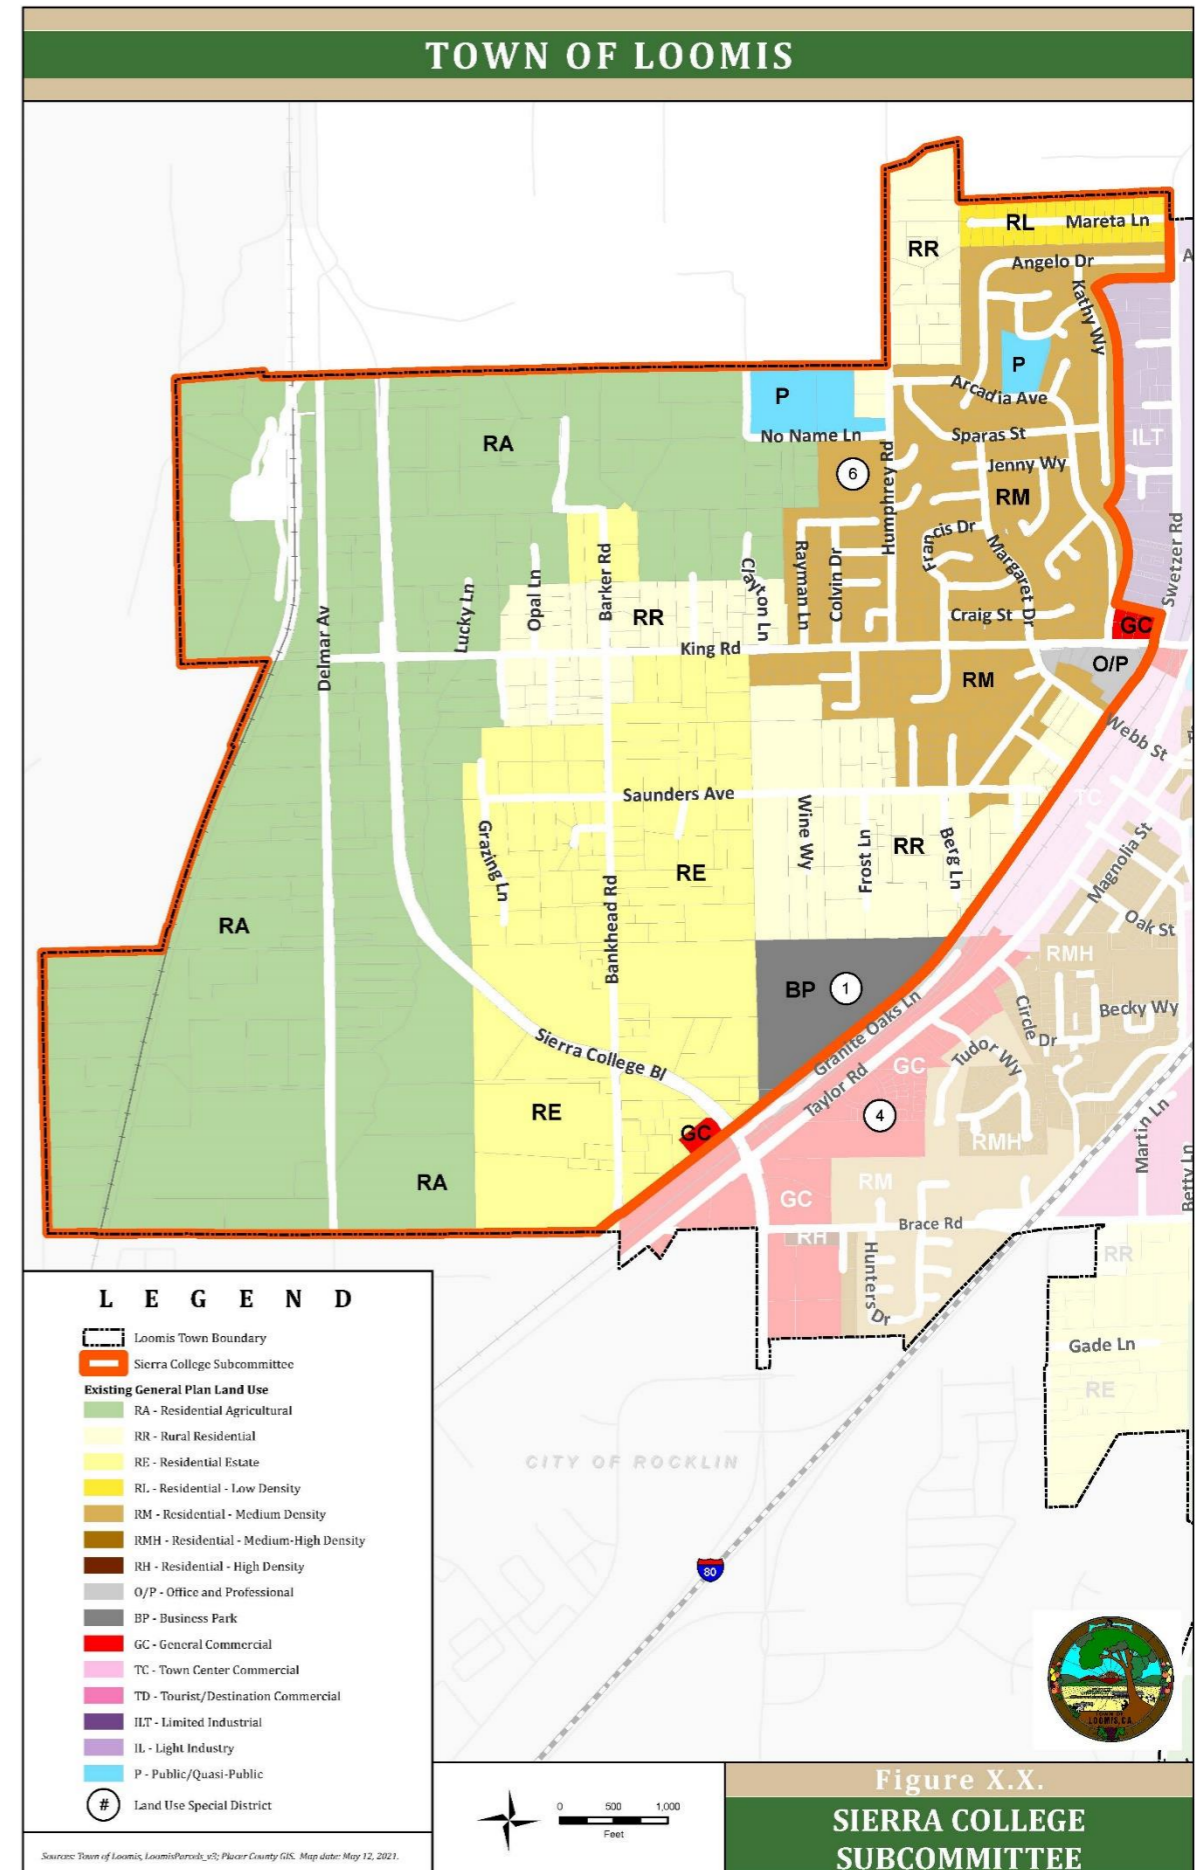 TOWN OF LOOMIS
RL
Mareta Ln
RR
Angelo Dr
A
Kathy Wy
P
Arcadia Ave
P
No Name Ln
Sparas St
ILT
RA
6
Humphrey Rd
Jenny Wy
RM
Francis Dr
Margaret Dr
Swetzer Rd
Barker Rd
Opal Ln
Lucky Ln
Clayton Ln
Rayman Ln
Colvin Dr
RR
Craig St
GC
King Rd
Delmar Av
O/P
RM
Webb St
Saunders Ave
TC
Grazing Ln
Wine Wy
Frost Ln
RR
Berg Ln
Magnolia St
RE
Bankhead Rd
RA
Oak St
RMH
BP
1
Circle Dr
Becky Wy
Granite Oaks Ln
Sierra College Bl
GC
Tudor Wy
Taylor Rd
RE
4
GC
RMH
Martin Ln
Betty Ln
RA
RM
GC
Brace Rd
RH
Hunters Dr
RR
Gade Ln
RE
CITY OF ROCKLIN
80
LEGEND
Loomis Town Boundary
Sierra College Subcommittee
Existing General Plan Land Use
RA - Residential Agricultural
RR - Rural Residential
RE - Residential Estate
RL - Residential - Low Density
RM - Residential - Medium Density
RMH - Residential - Medium-High Density
RH - Residential - High Density
O/P - Office and Professional
BP - Business Park
GC - General Commercial
TC - Town Center Commercial
TD - Tourist/Destination Commercial
ILT - Limited Industrial
IL - Light Industry
P - Public/Quasi-Public
# Land Use Special District
Sources: Town of Loomis, LoomisParcels_v3; Placer County GIS. Map date: May 12, 2021.
0 500 1,000
Feet
LOOMIS, CA
Figure X.X.
SIERRA COLLEGE
SUBCOMMITTEE